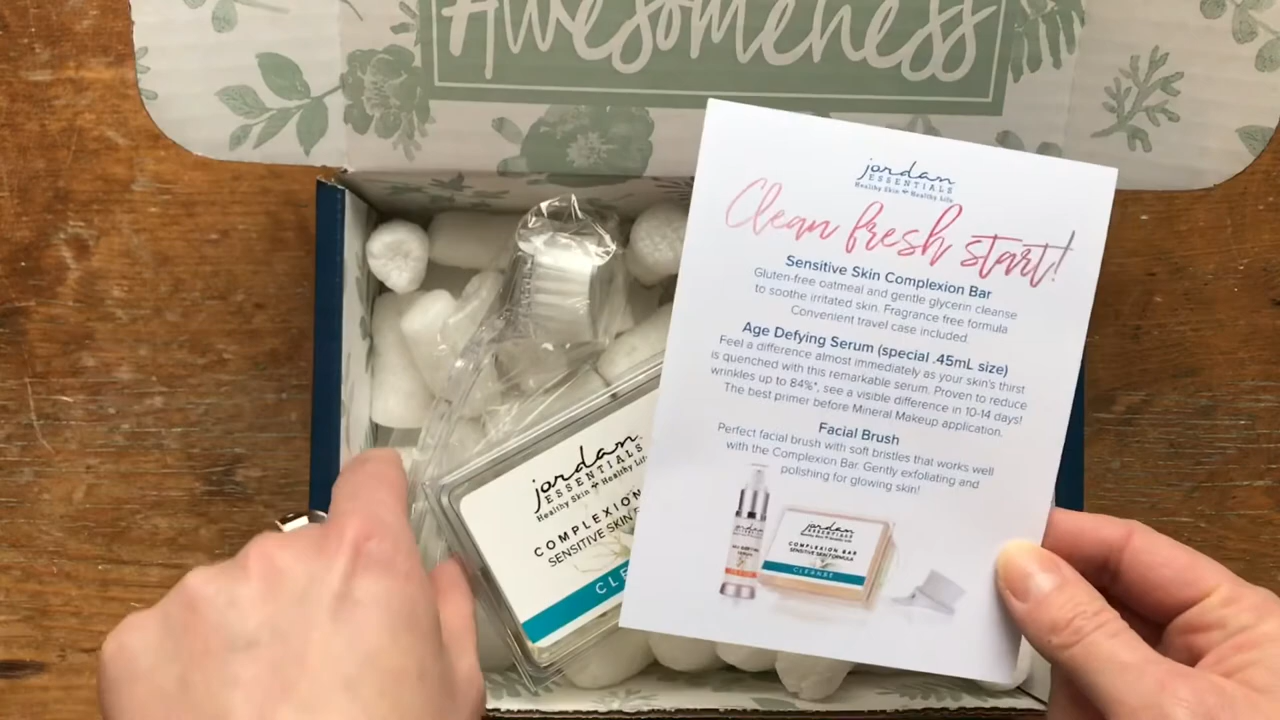 Awesomeness
jordan
ESSENTIALS
Healthy Skin Healthy Life
Clean fresh start!
Sensitive Skin Complexion Bar
Gluten-free oatmeal and gentle glycerin cleanse
to soothe irritated skin. Fragrance free formula
Convenient travel case included.
Age Defying Serum (special .45mL size)
Feel a difference almost immediately as your skin's thirst
is quenched with this remarkable serum. Proven to reduce
wrinkles up to 84%*, see a visible difference in 10-14 days!
The best primer before Mineral Makeup application.
Facial Brush
Perfect facial brush with soft bristles that works well
with the Complexion Bar. Gently exfoliating and
polishing for glowing skin!
jordan
COMPLEXION BAR
SENSITIVE SKIN FORMULA
CLEANSE
jordan
SERUM
jordan
ESSENTIALS
Healthy Skin Healthy Li
COMPLEXION
SENSITIVE SKIN F
CLE